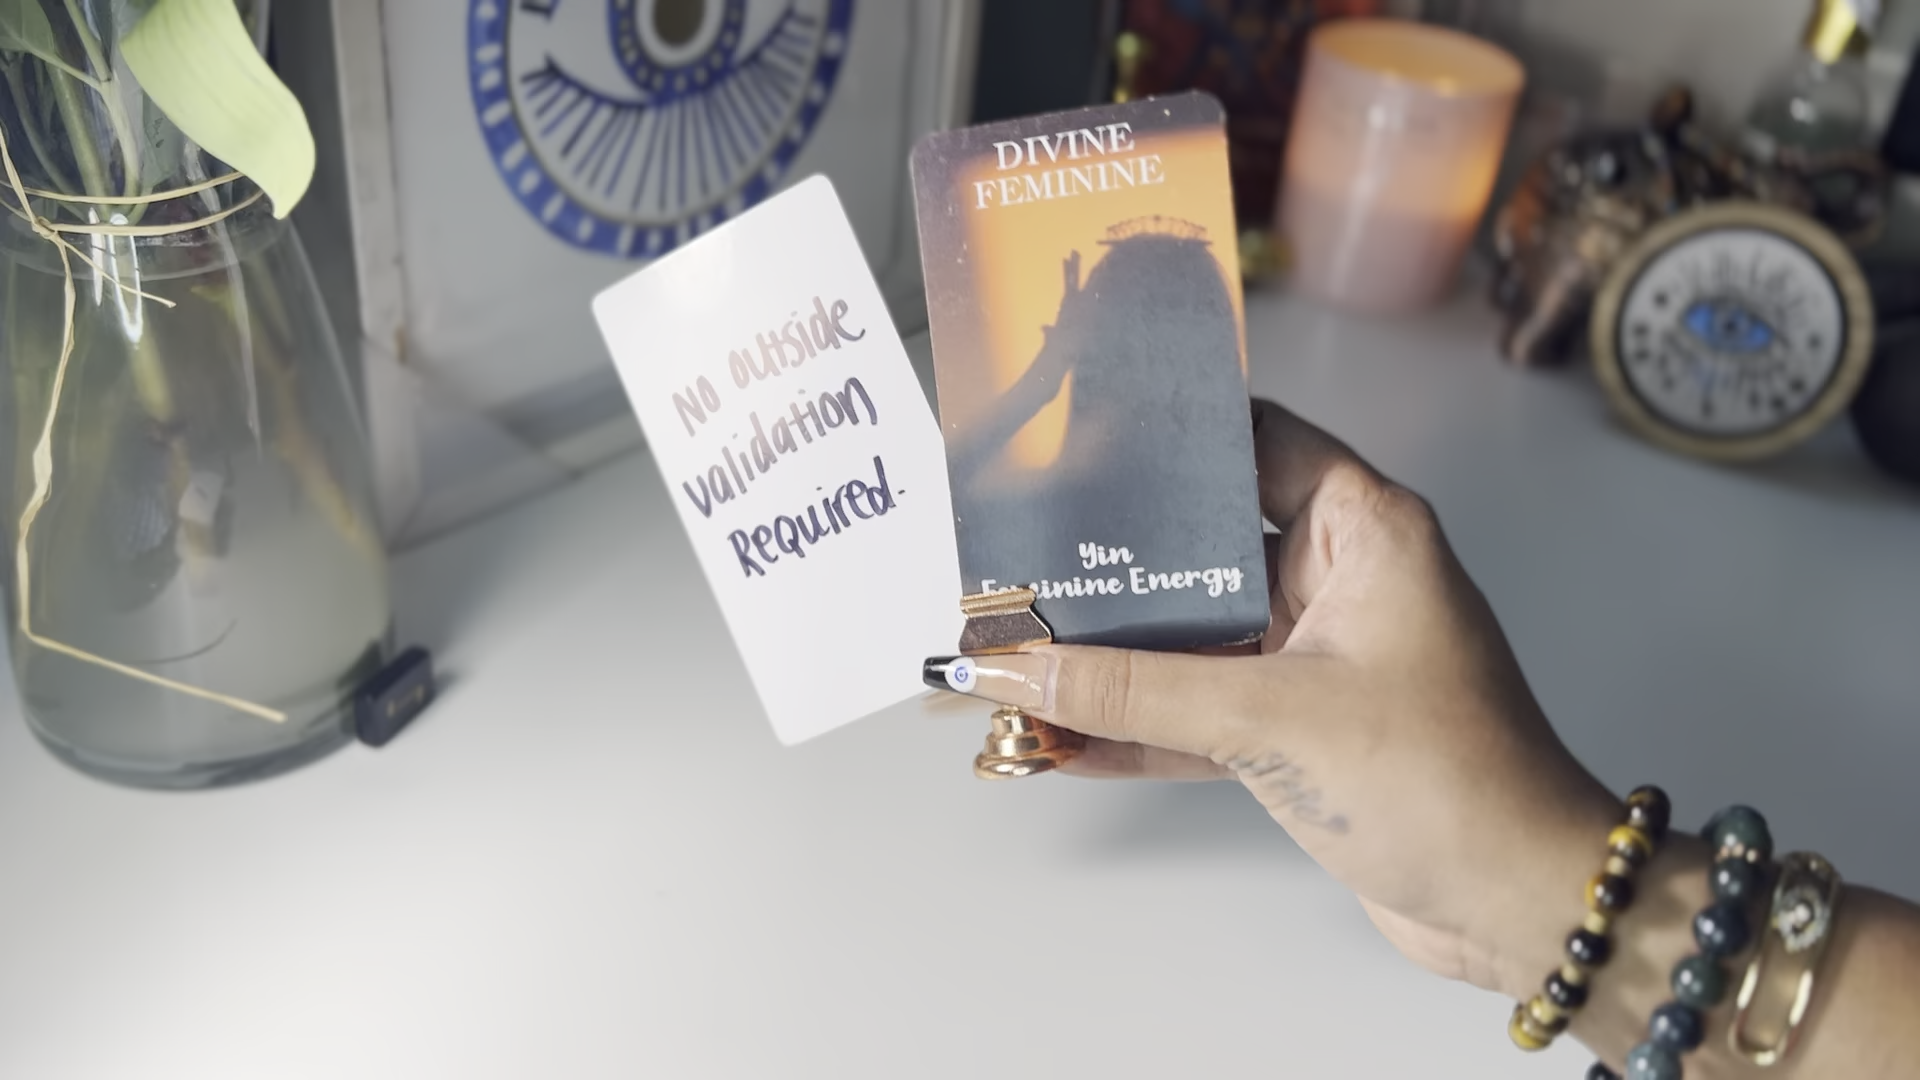 No outside
validation
Required.
DIVINE
FEMININE
Yin
Feminine Energy